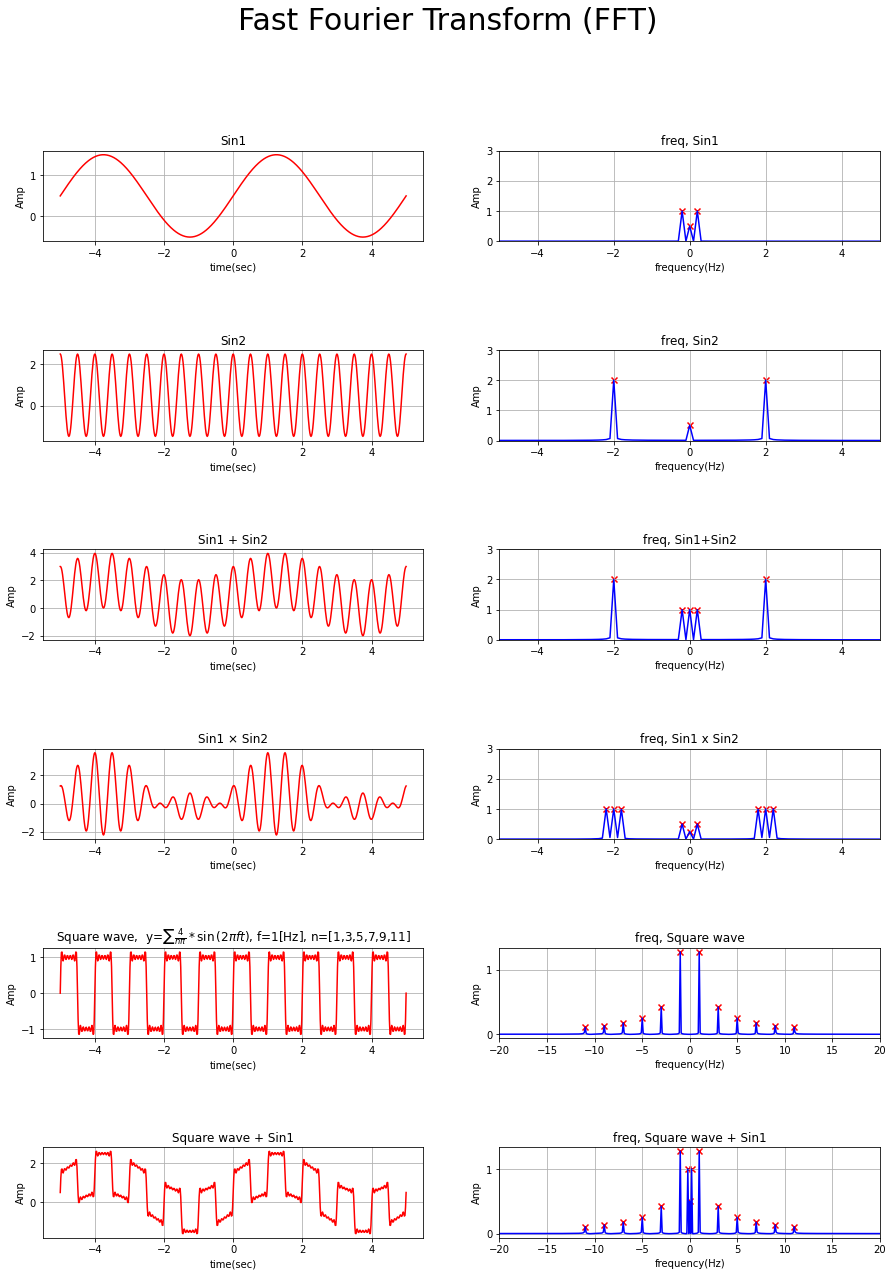 Fast Fourier Transform (FFT)
Sin1
freq, Sin1
Amp
1
0
−4 −2 0 2 4
time(sec)
Amp
3
2
1
0
−4 −2 0 2 4
frequency(Hz)
Sin2
freq, Sin2
Amp
2
0
−4 −2 0 2 4
time(sec)
Amp
3
2
1
0
−4 −2 0 2 4
frequency(Hz)
Sin1 + Sin2
freq, Sin1+Sin2
Amp
4
2
0
−2
−4 −2 0 2 4
time(sec)
Amp
3
2
1
0
−4 −2 0 2 4
frequency(Hz)
Sin1 × Sin2
freq, Sin1 x Sin2
Amp
2
0
−2
−4 −2 0 2 4
time(sec)
Amp
3
2
1
0
−4 −2 0 2 4
frequency(Hz)
Square wave,  y=∑ 4/nπ * sin (2πft), f=1[Hz], n=[1,3,5,7,9,11]
freq, Square wave
Amp
1
0
−1
−4 −2 0 2 4
time(sec)
Amp
1
0
−20 −15 −10 −5 0 5 10 15 20
frequency(Hz)
Square wave + Sin1
freq, Square wave + Sin1
Amp
2
0
−4 −2 0 2 4
time(sec)
Amp
1
0
−20 −15 −10 −5 0 5 10 15 20
frequency(Hz)